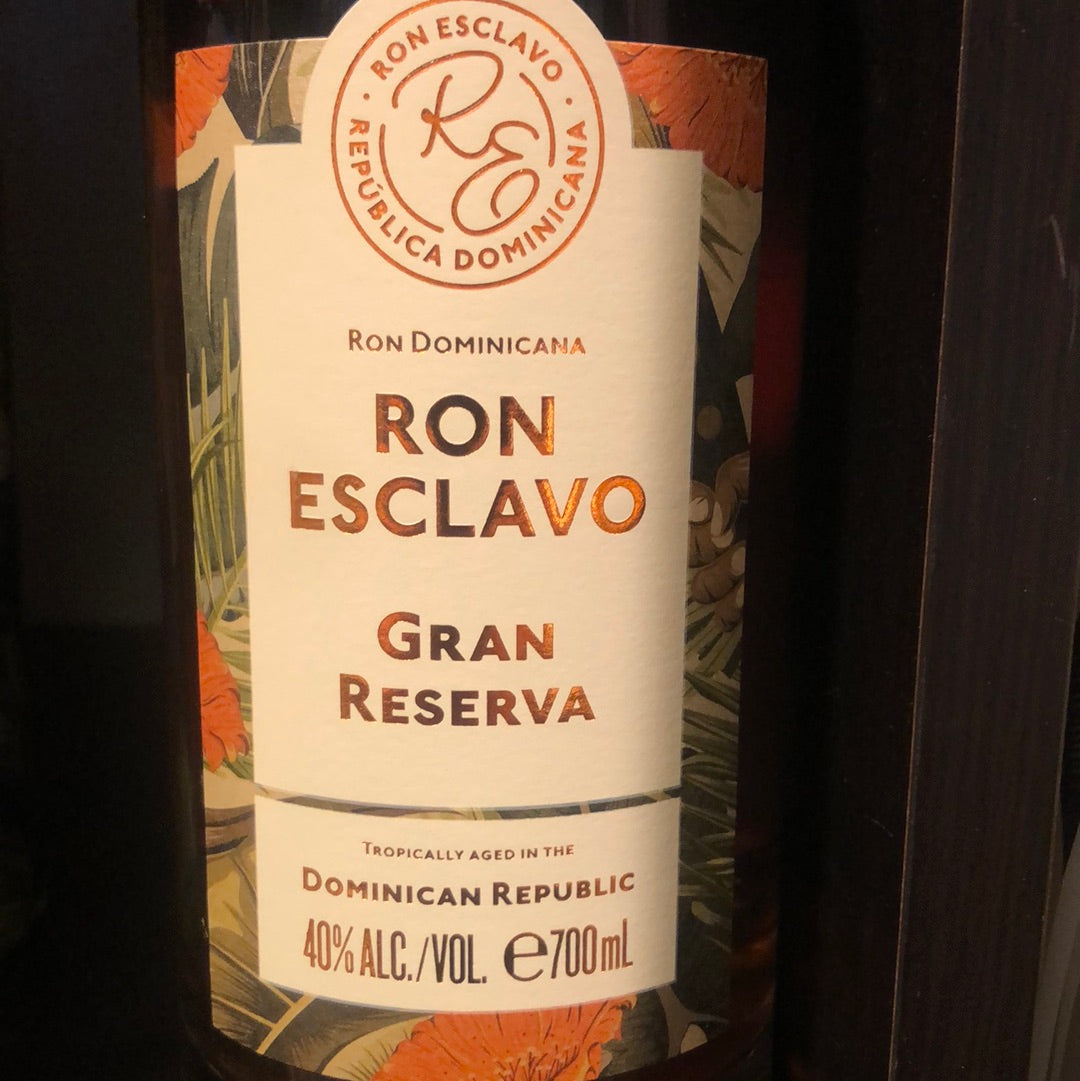 RON ESCLAVO
RE
· REPÚBLICA DOMINICANA ·
RON DOMINICANA
RON
ESCLAVO
GRAN
RESERVA
TROPICALLY AGED IN THE
DOMINICAN REPUBLIC
40% ALC./VOL. ℮700mL